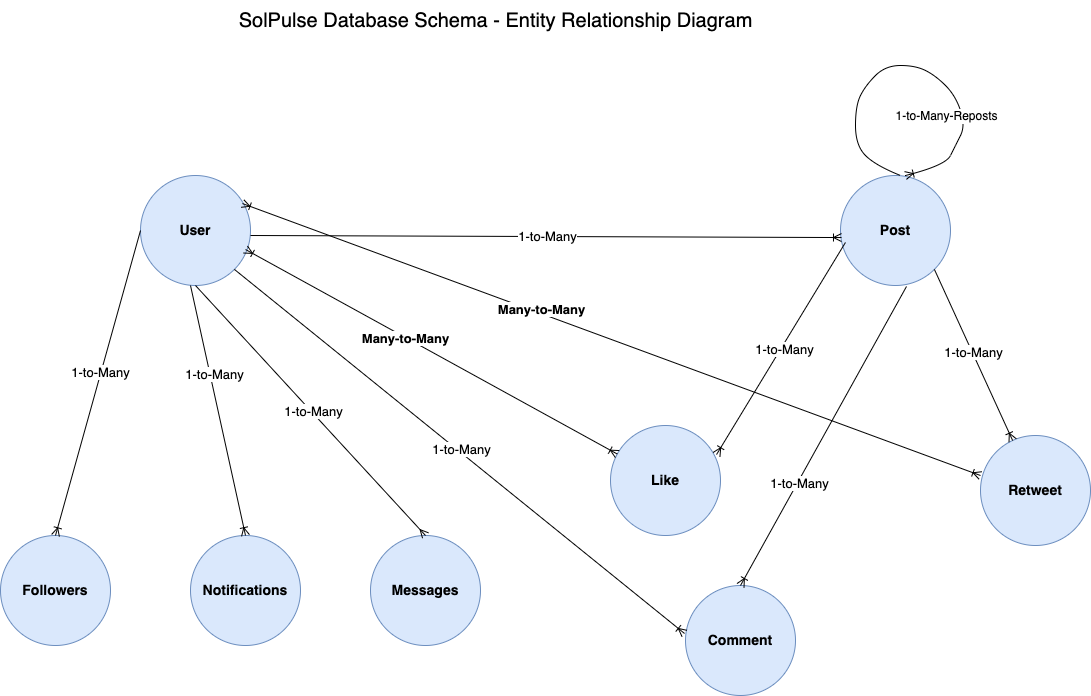 SolPulse Database Schema - Entity Relationship Diagram
1-to-Many-Reposts
User
Post
1-to-Many
Many-to-Many
Many-to-Many
1-to-Many
1-to-Many
1-to-Many
1-to-Many
1-to-Many
1-to-Many
1-to-Many
Like
1-to-Many
Retweet
Followers
Notifications
Messages
Comment